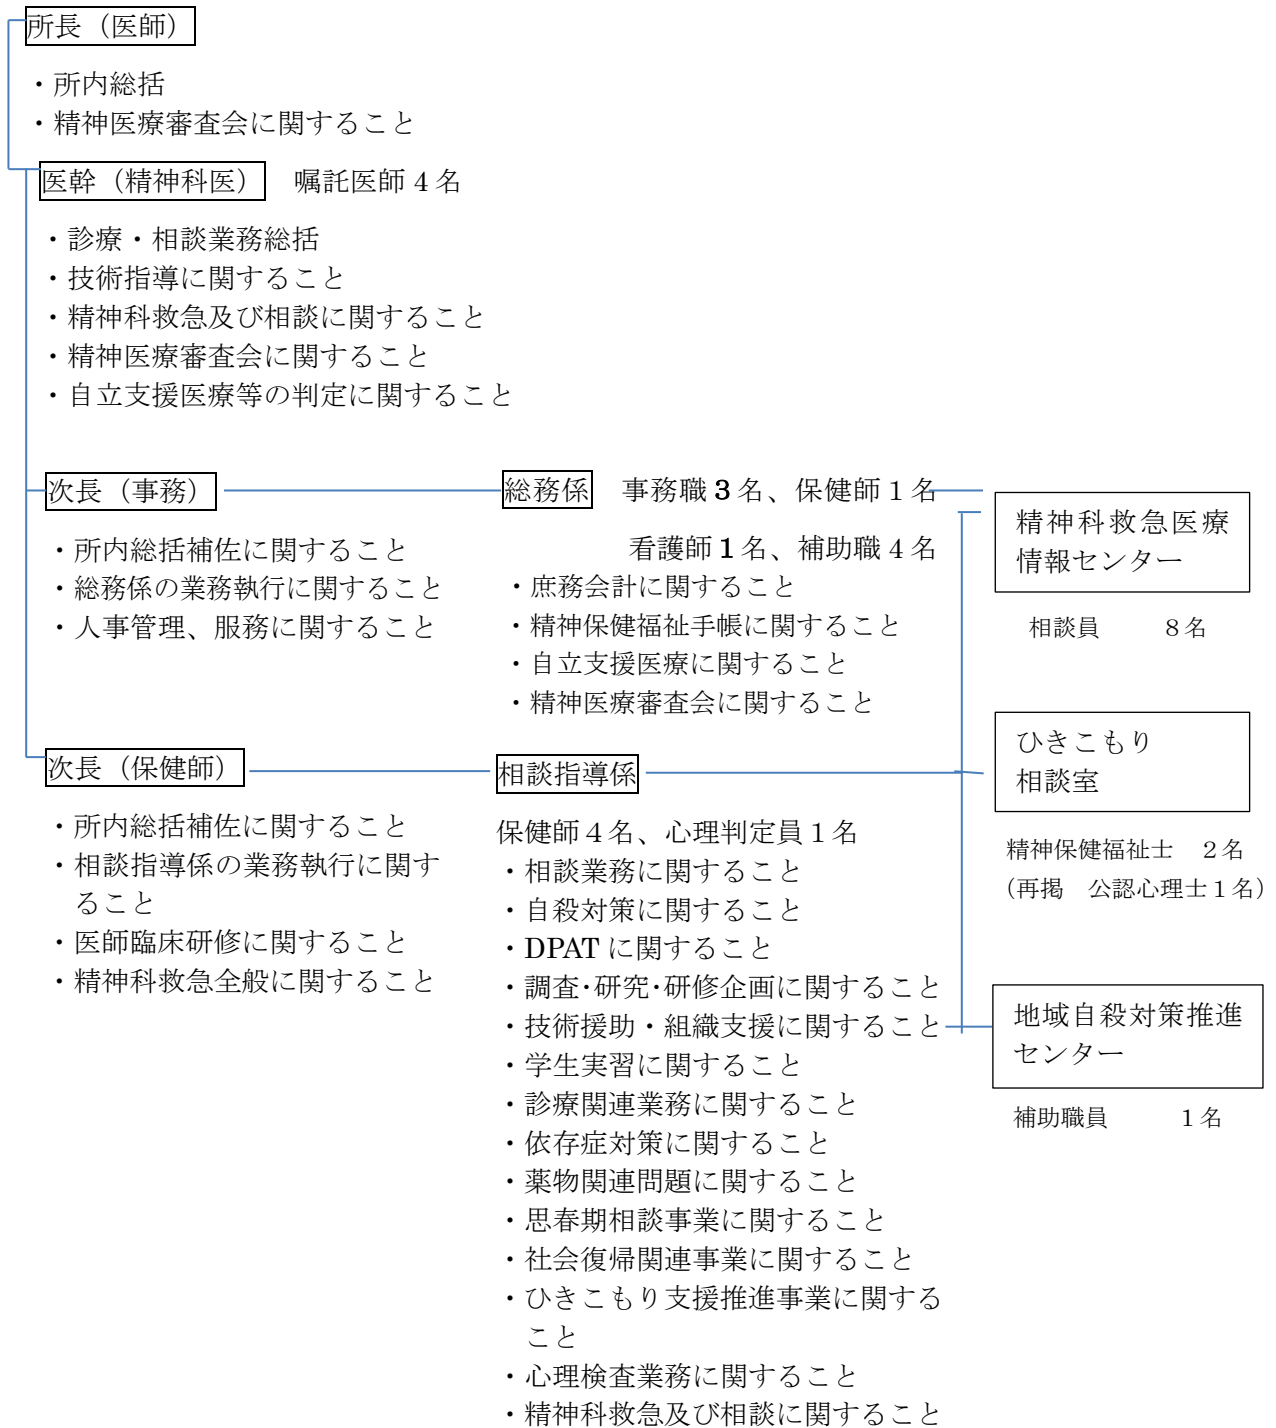 所長（医師）
・所内総括
・精神医療審査会に関すること
医幹（精神科医）　嘱託医師 4 名
・診療・相談業務総括
・技術指導に関すること
・精神科救急及び相談に関すること
・精神医療審査会に関すること
・自立支援医療等の判定に関すること
次長（事務）
・所内総括補佐に関すること
・総務係の業務執行に関すること
・人事管理、服務に関すること
総務係　事務職 3 名、保健師 1 名
看護師 1 名、補助職 4 名
・庶務会計に関すること
・精神保健福祉手帳に関すること
・自立支援医療に関すること
・精神医療審査会に関すること
精神科救急医療
情報センター
相談員　　8 名
次長（保健師）
・所内総括補佐に関すること
・相談指導係の業務執行に関す
ること
・医師臨床研修に関すること
・精神科救急全般に関すること
相談指導係
保健師 4 名、心理判定員 1 名
・相談業務に関すること
・自殺対策に関すること
・DPAT に関すること
・調査･研究･研修企画に関すること
・技術援助・組織支援に関すること
・学生実習に関すること
・診療関連業務に関すること
・依存症対策に関すること
・薬物関連問題に関すること
・思春期相談事業に関すること
・社会復帰関連事業に関すること
・ひきこもり支援推進事業に関する
こと
・心理検査業務に関すること
・精神科救急及び相談に関すること
ひきこもり
相談室
精神保健福祉士　２名
（再掲　公認心理士１名）
地域自殺対策推進
センター
補助職員　　1 名